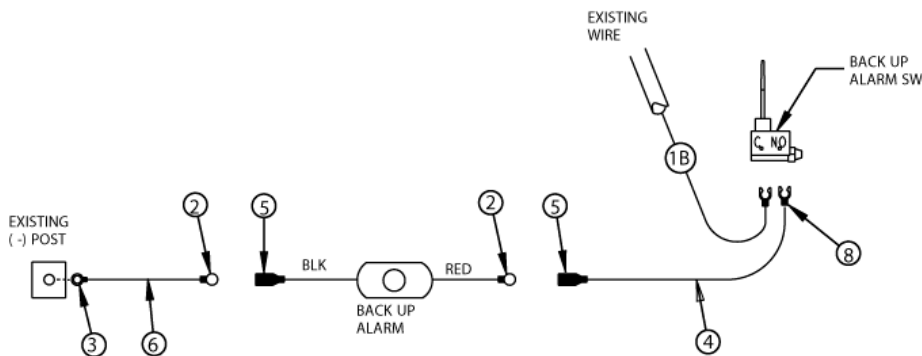 EXISTING
WIRE
BACK UP
ALARM SW
C NO
1B
2
5
2
5
8
EXISTING
( -) POST
BLK
RED
BACK UP
ALARM
3
6
4